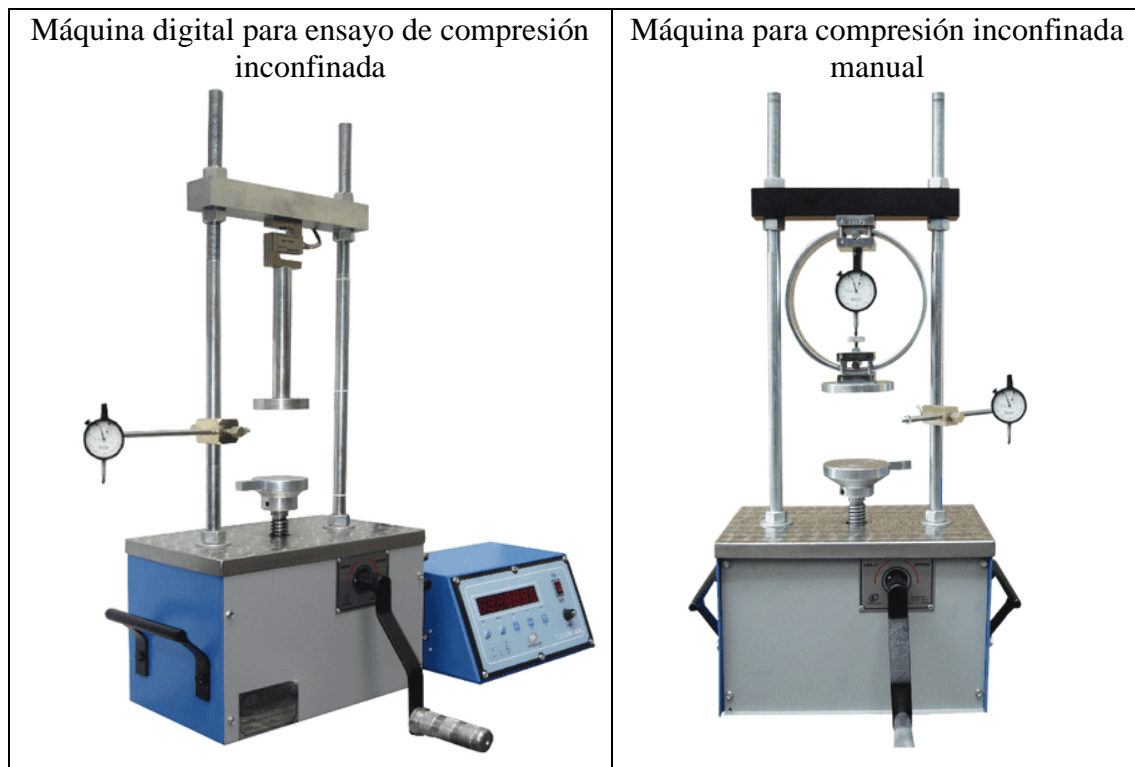 Máquina digital para ensayo de compresión
inconfinada
Máquina para compresión inconfinada
manual